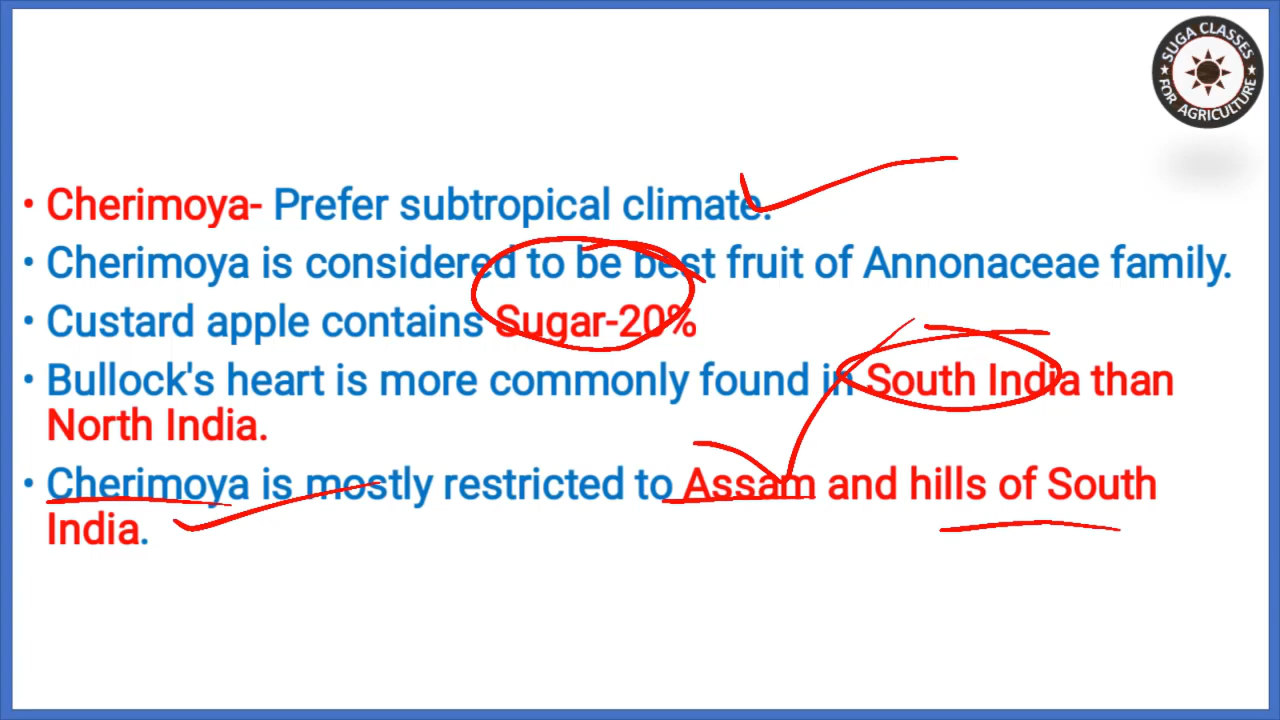 SUGA CLASSES
FOR AGRICULTURE
• Cherimoya- Prefer subtropical climate.
• Cherimoya is considered to be best fruit of Annonaceae family.
• Custard apple contains Sugar-20%
• Bullock's heart is more commonly found in South India than
North India.
• Cherimoya is mostly restricted to Assam and hills of South
India.